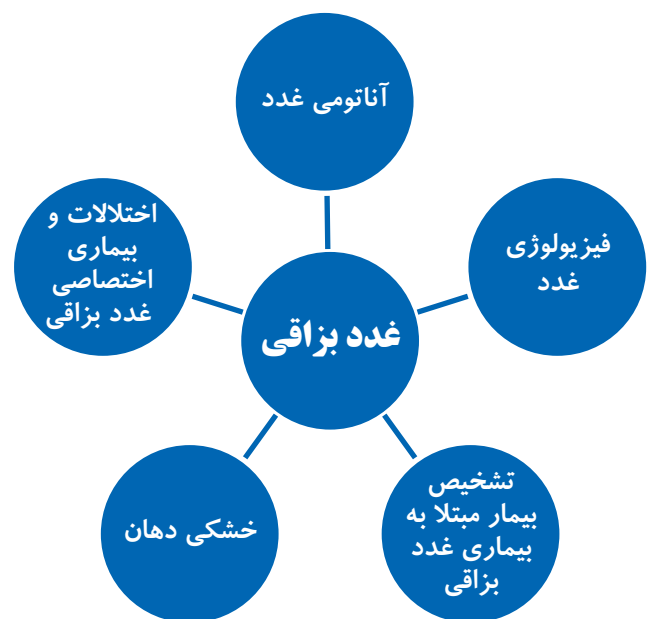 آناتومی غدد
فیزیولوژی
غدد
تشخیص
بیمار مبتلا به
بیماری غدد
بزاقی
خشکی دهان
اختلالات و
بیماری
اختصاصی
غدد بزاقی
غدد بزاقی